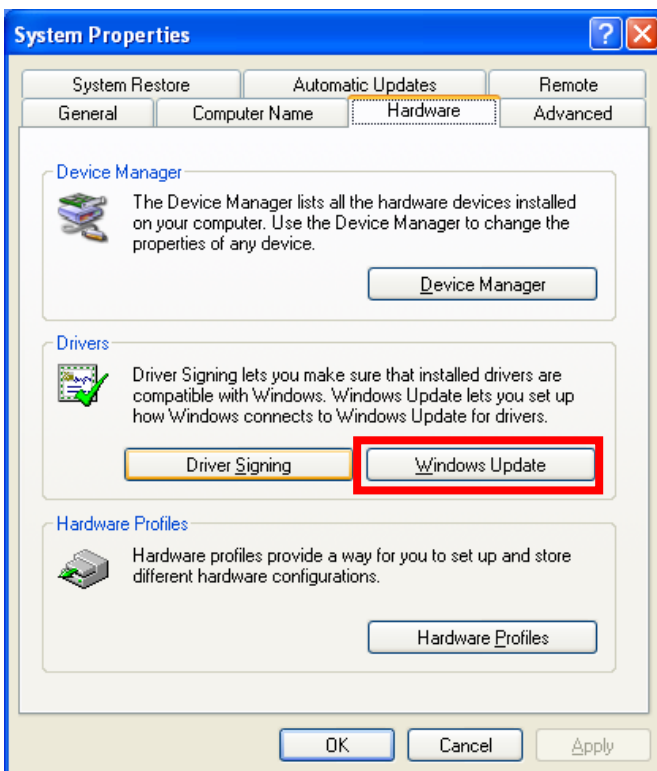 System Properties
System Restore Automatic Updates Remote
General Computer Name Hardware Advanced
Device Manager
The Device Manager lists all the hardware devices installed
on your computer. Use the Device Manager to change the
properties of any device.
Device Manager
Drivers
Driver Signing lets you make sure that installed drivers are
compatible with Windows. Windows Update lets you set up
how Windows connects to Windows Update for drivers.
Driver Signing Windows Update
Hardware Profiles
Hardware profiles provide a way for you to set up and store
different hardware configurations.
Hardware Profiles
OK Cancel Apply